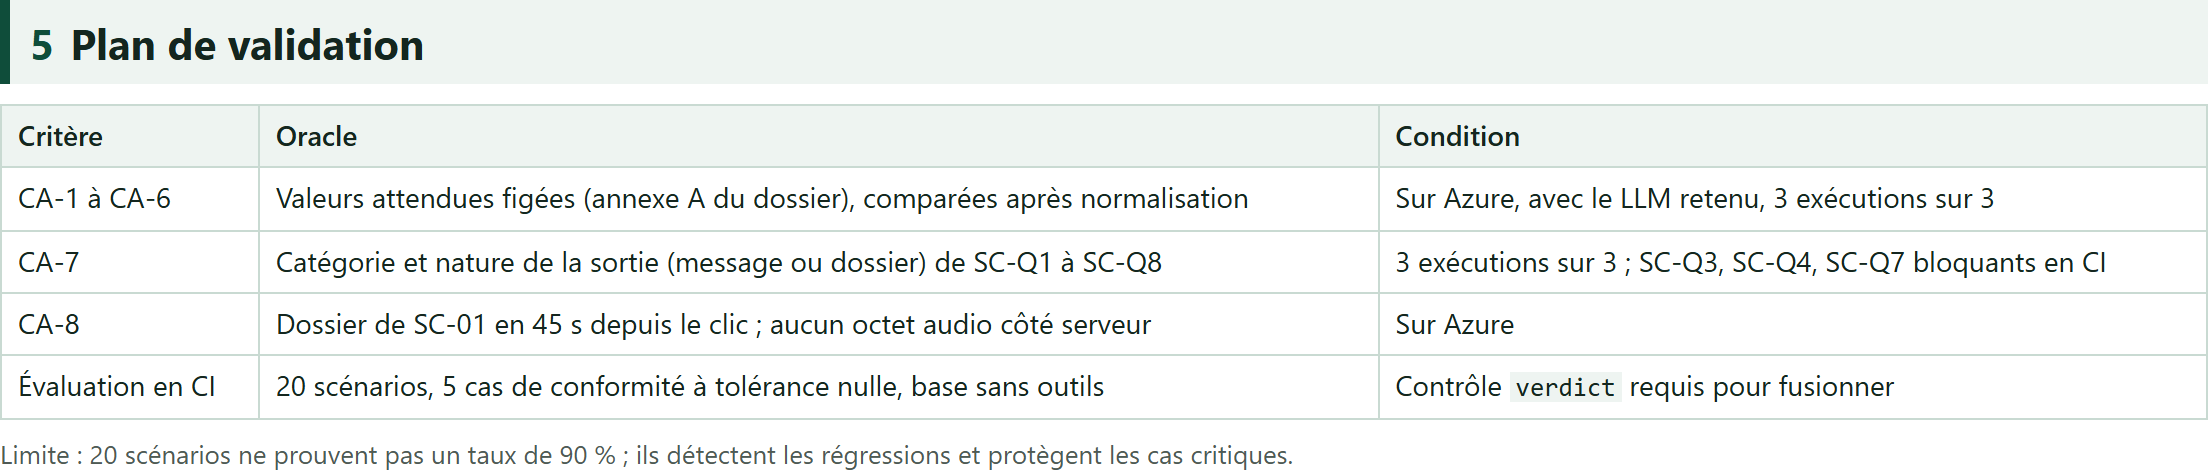 5 Plan de validation
Critère Oracle Condition
CA-1 à CA-6 Valeurs attendues figées (annexe A du dossier), comparées après normalisation Sur Azure, avec le LLM retenu, 3 exécutions sur 3
CA-7 Catégorie et nature de la sortie (message ou dossier) de SC-Q1 à SC-Q8 3 exécutions sur 3 ; SC-Q3, SC-Q4, SC-Q7 bloquants en CI
CA-8 Dossier de SC-01 en 45 s depuis le clic ; aucun octet audio côté serveur Sur Azure
Évaluation en CI 20 scénarios, 5 cas de conformité à tolérance nulle, base sans outils Contrôle verdict requis pour fusionner
Limite : 20 scénarios ne prouvent pas un taux de 90 % ; ils détectent les régressions et protègent les cas critiques.